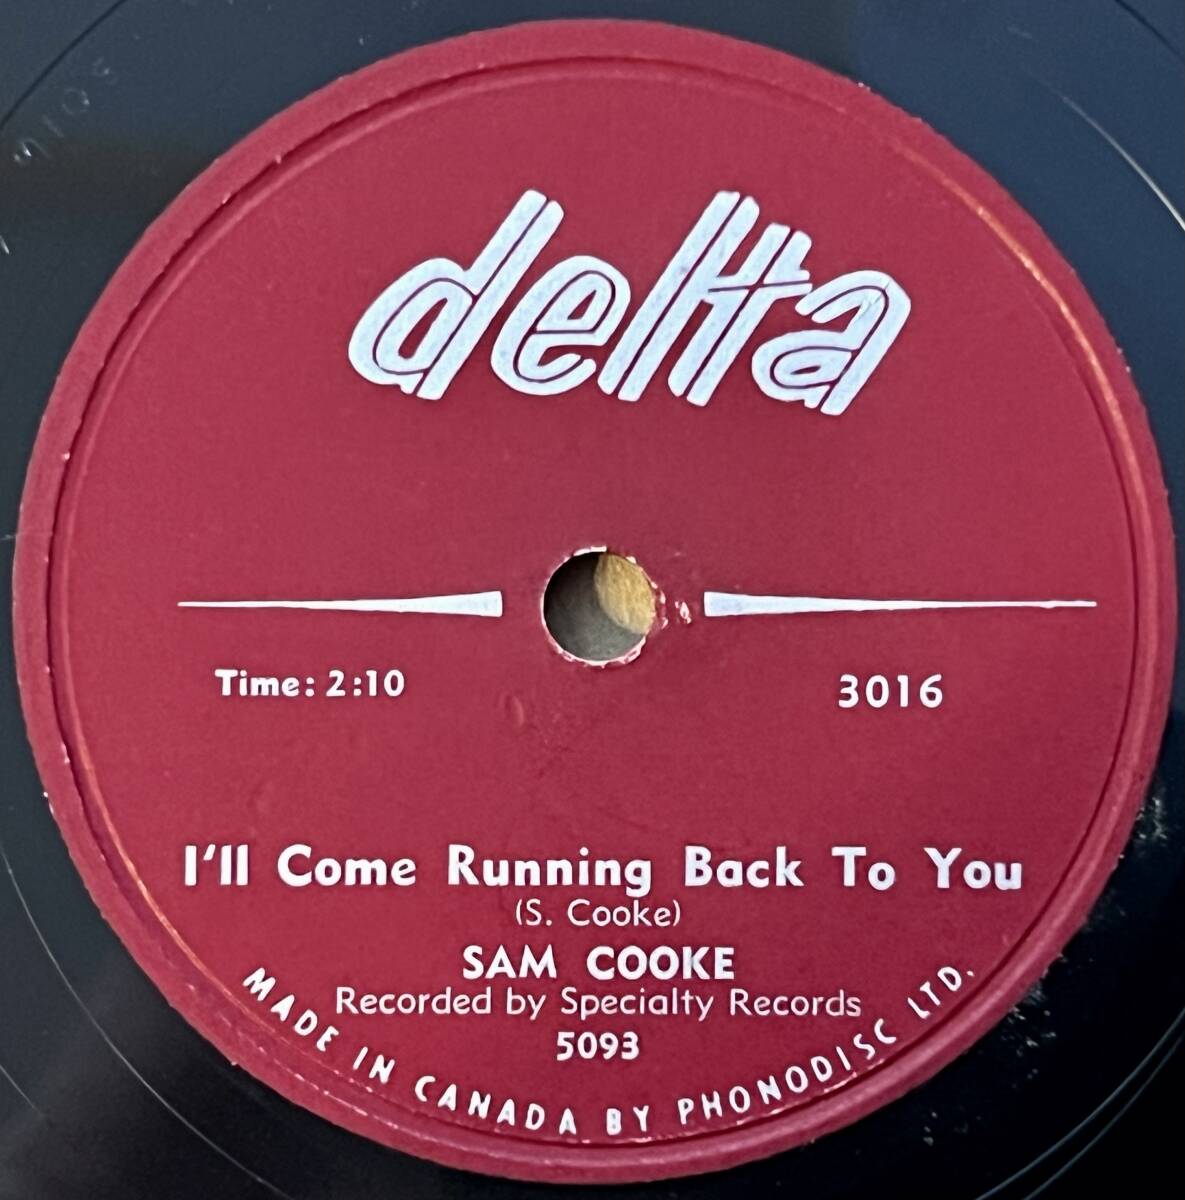 delta
Time: 2:10
3016
I'll Come Running Back To You
(S. Cooke)
SAM COOKE
Recorded by Specialty Records
5093
MADE IN CANADA BY PHONODISC LTD.